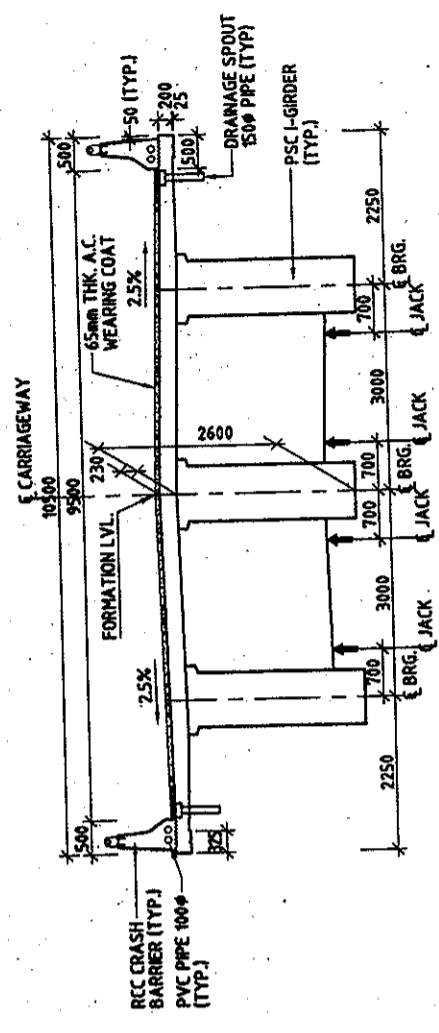 ℄ CARRIAGEWAY
10500
9500
500
500
50 (TYP.)
200
25
FORMATION LVL.
230
65mm THK. A.C.
WEARING COAT
2.5%
2.5%
RCC CRASH
BARRIER (TYP.)
PVC PIPE 100ϕ
(TYP.)
325
500
DRAINAGE SPOUT
150ϕ PIPE (TYP)
PSC I-GIRDER
(TYP.)
2600
700
700
700
700
2250
3000
3000
2250
℄ BRG.
℄ JACK
℄ JACK
℄ BRG.
℄ JACK
℄ JACK
℄ BRG.